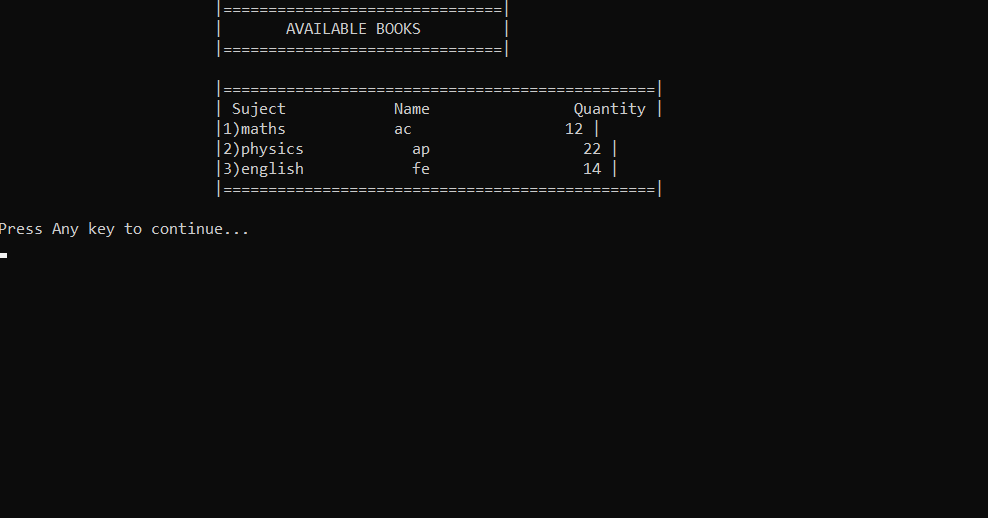 |===============================|
|       AVAILABLE BOOKS         |
|===============================|
|================================================|
| Suject            Name                Quantity |
|1)maths            ac                 12 |
|2)physics            ap                 22 |
|3)english            fe                 14 |
|================================================|
Press Any key to continue...